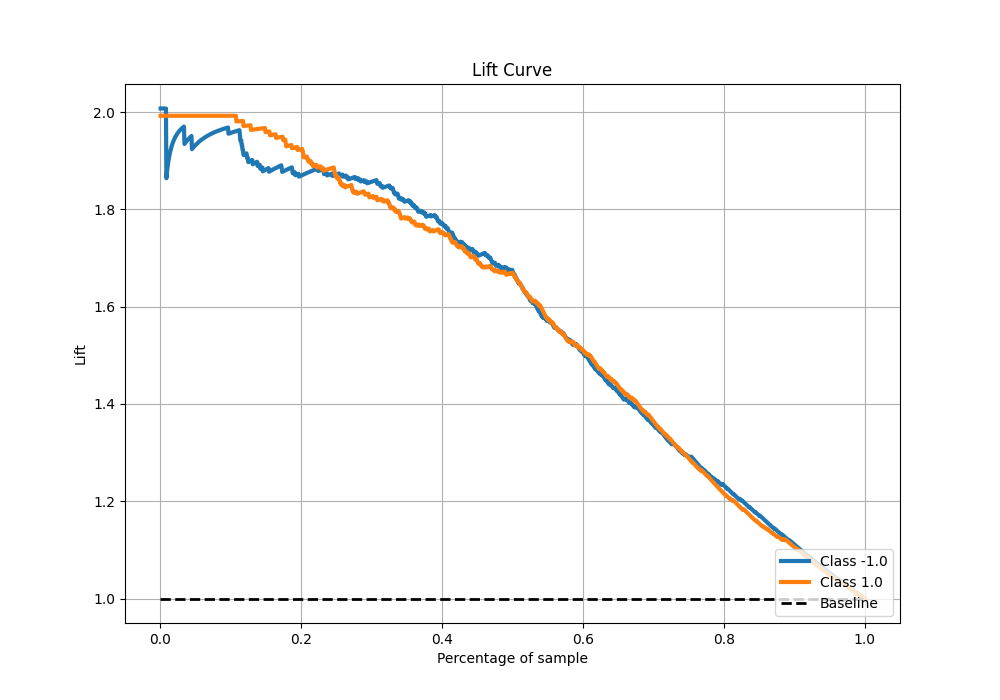 Lift Curve
Lift
2.0
1.8
1.6
1.4
1.2
1.0
Class -1.0
Class 1.0
Baseline
0.0 0.2 0.4 0.6 0.8 1.0
Percentage of sample